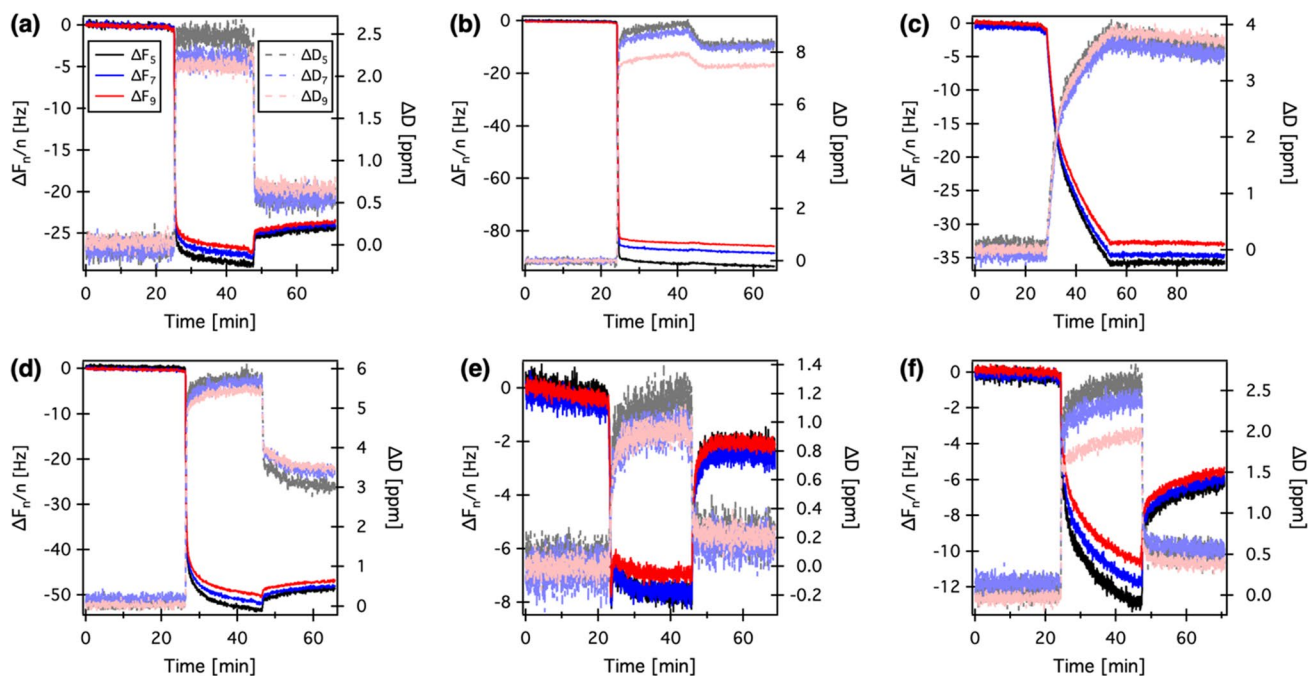 (a)
0
-5
-10
-15
-20
-25
ΔFₙ/n [Hz]
ΔF₅
ΔF₇
ΔF₉
ΔD₅
ΔD₇
ΔD₉
2.5
2.0
1.5
1.0
0.5
0.0
ΔD [ppm]
0 20 40 60
Time [min]
(b)
0
-20
-40
-60
-80
ΔFₙ/n [Hz]
8
6
4
2
0
ΔD [ppm]
0 10 20 30 40 50 60
Time [min]
(c)
0
-5
-10
-15
-20
-25
-30
-35
ΔFₙ/n [Hz]
4
3
2
1
0
ΔD [ppm]
0 20 40 60 80
Time [min]
(d)
0
-10
-20
-30
-40
-50
ΔFₙ/n [Hz]
6
5
4
3
2
1
0
ΔD [ppm]
0 20 40 60
Time [min]
(e)
0
-2
-4
-6
-8
ΔFₙ/n [Hz]
1.4
1.2
1.0
0.8
0.6
0.4
0.2
0.0
-0.2
ΔD [ppm]
0 20 40 60
Time [min]
(f)
0
-2
-4
-6
-8
-10
-12
ΔFₙ/n [Hz]
2.5
2.0
1.5
1.0
0.5
0.0
ΔD [ppm]
0 20 40 60
Time [min]